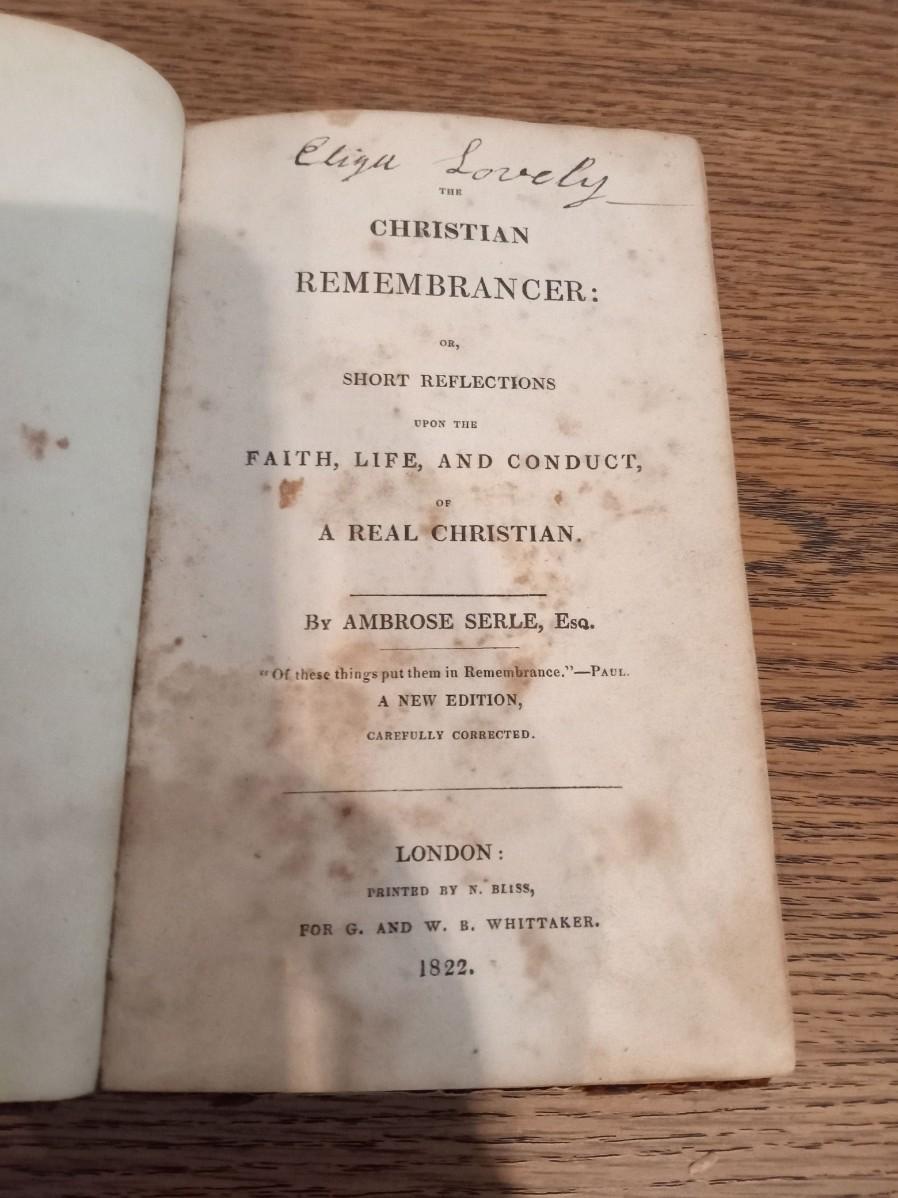 Eliza Lovely
THE
CHRISTIAN
REMEMBRANCER:
OR,
SHORT REFLECTIONS
UPON THE
FAITH, LIFE, AND CONDUCT,
OF
A REAL CHRISTIAN.
By AMBROSE SERLE, Esq.
"Of these things put them in Remembrance."—PAUL.
A NEW EDITION,
CAREFULLY CORRECTED.
LONDON:
PRINTED BY N. BLISS,
FOR G. AND W. B. WHITTAKER.
1822.